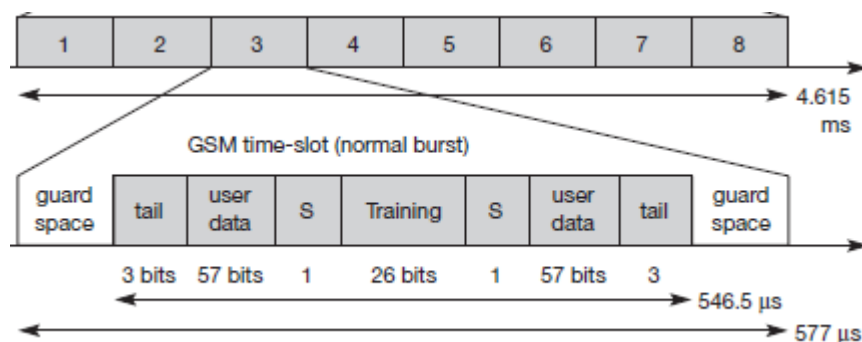 1 2 3 4 5 6 7 8
4.615
ms
GSM time-slot (normal burst)
guard
space
tail
user
data
S
Training
S
user
data
tail
guard
space
3 bits 57 bits 1 26 bits 1 57 bits 3
546.5 µs
577 µs